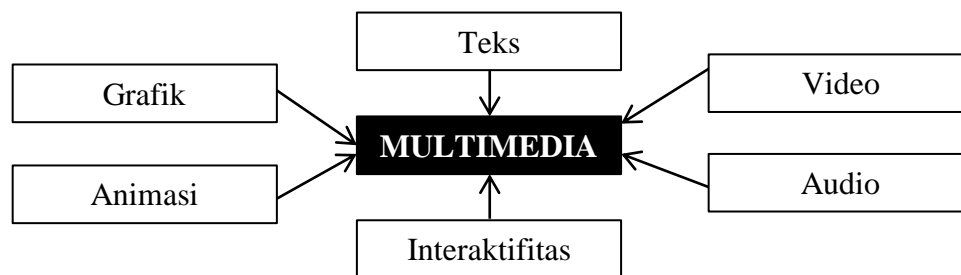 Teks
Grafik
Video
MULTIMEDIA
Animasi
Audio
Interaktifitas